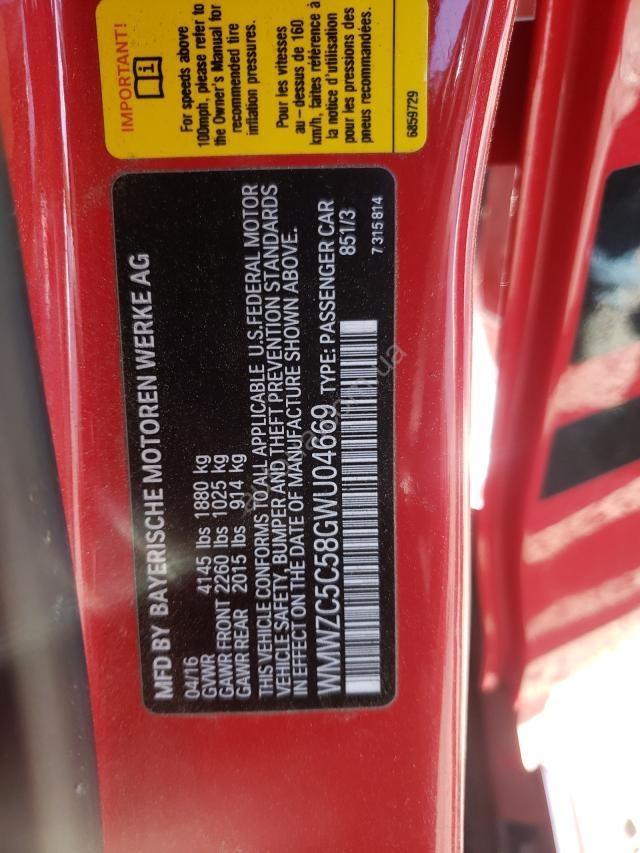 IMPORTANT!
For speeds above
100mph, please refer to
the Owner's Manual for
recommended tire
inflation pressures.
Pour les vitesses
au-dessus de 160
km/h, faites référence à
la notice d'utilisation
pour les pressions des
pneus recommandées.
6859729
MFD BY BAYERISCHE MOTOREN WERKE AG
04/16
GVWR 4145 lbs 1880 kg
GAWR FRONT 2260 lbs 1025 kg
GAWR REAR 2015 lbs 914 kg
THIS VEHICLE CONFORMS TO ALL APPLICABLE U.S.FEDERAL MOTOR
VEHICLE SAFETY, BUMPER AND THEFT PREVENTION STANDARDS
IN EFFECT ON THE DATE OF MANUFACTURE SHOWN ABOVE.
WMWZC5C58GWU04669 TYPE: PASSENGER CAR
851/3
7 315 814